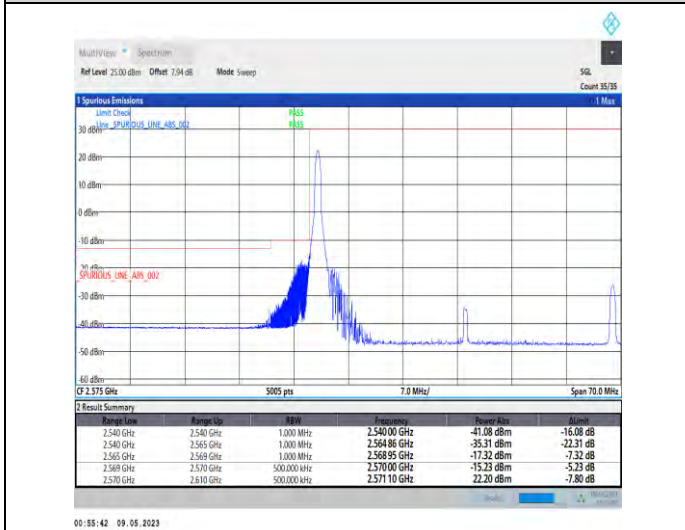 MultiView Spectrum
Ref Level 25.00 dBm Offset 7.94 dB Mode Sweep SGL
Count 35/35
1 Spurious Emissions 1 Max
Limit Check PASS
Line _SPURIOUS_LINE_ABS_002 PASS
30 dBm
20 dBm
10 dBm
0 dBm
-10 dBm
-20 dBm
_SPURIOUS_LINE_ABS_002
-30 dBm
-40 dBm
-50 dBm
-60 dBm
CF 2.575 GHz 5005 pts 7.0 MHz/ Span 70.0 MHz
2 Result Summary
Range Low Range Up RBW Frequency Power Abs ΔLimit
2.540 GHz 2.540 GHz 1.000 MHz 2.540 00 GHz -41.08 dBm -16.08 dB
2.540 GHz 2.565 GHz 1.000 MHz 2.564 86 GHz -35.31 dBm -22.31 dB
2.565 GHz 2.569 GHz 1.000 MHz 2.568 95 GHz -17.32 dBm -7.32 dB
2.569 GHz 2.570 GHz 500.000 kHz 2.570 00 GHz -15.23 dBm -5.23 dB
2.570 GHz 2.610 GHz 500.000 kHz 2.571 10 GHz 22.20 dBm -7.80 dB
00:55:42 09.05.2023